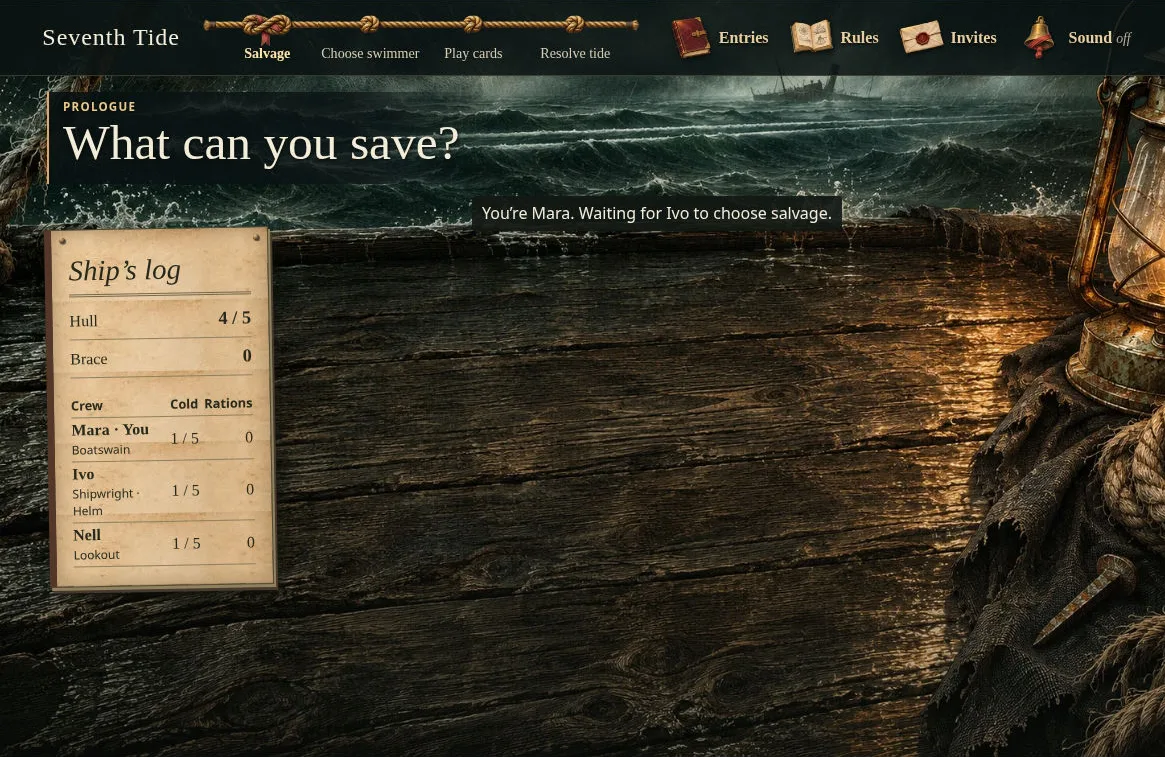 Seventh Tide
Salvage
Choose swimmer
Play cards
Resolve tide
Entries
Rules
Invites
Sound off
PROLOGUE
What can you save?
You’re Mara. Waiting for Ivo to choose salvage.
Ship’s log
Hull 4 / 5
Brace 0
Crew Cold Rations
Mara · You 1 / 5 0
Boatswain
Ivo 1 / 5 0
Shipwright ·
Helm
Nell 1 / 5 0
Lookout